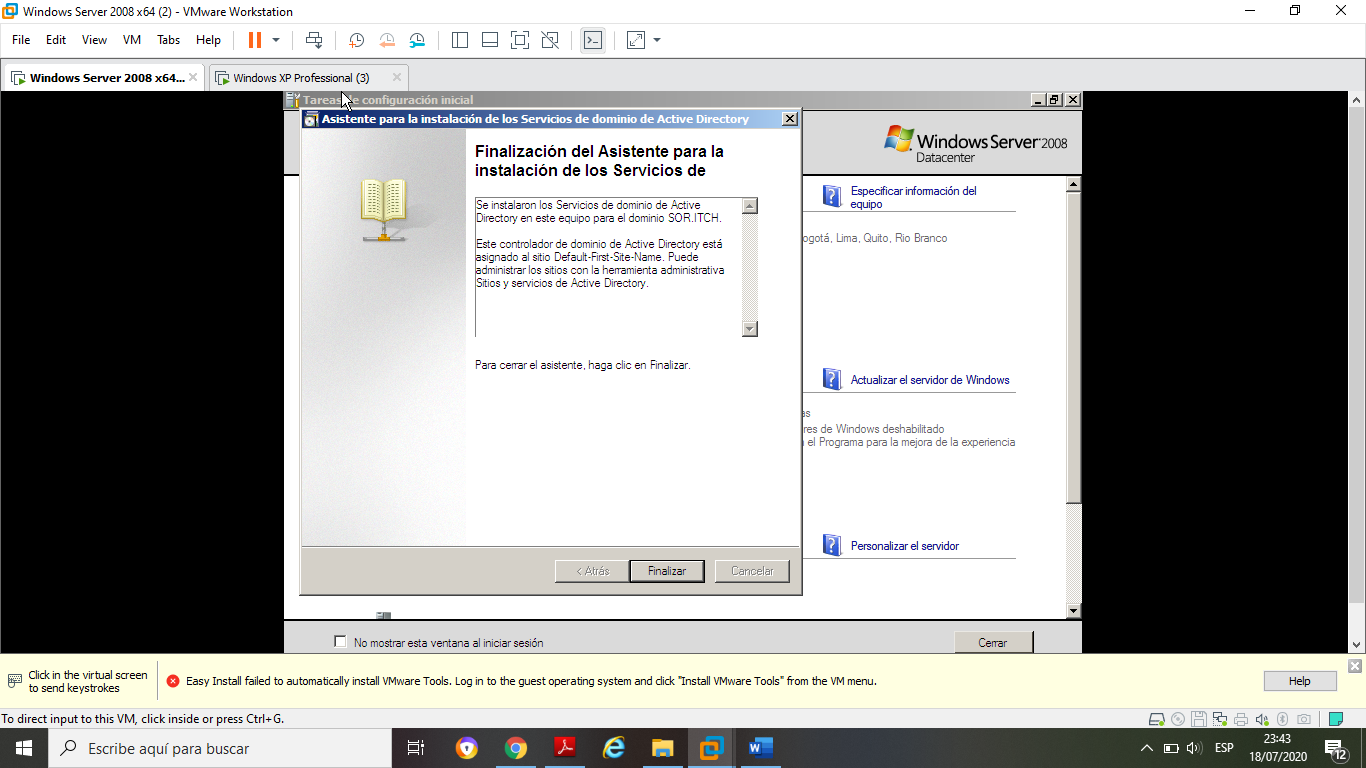 Windows Server 2008 x64 (2) - VMware Workstation
File Edit View VM Tabs Help
Windows Server 2008 x64... Windows XP Professional (3)
Tareas de configuración inicial
Asistente para la instalación de los Servicios de dominio de Active Directory
Finalización del Asistente para la
instalación de los Servicios de
Se instalaron los Servicios de dominio de Active
Directory en este equipo para el dominio SOR.ITCH.
Este controlador de dominio de Active Directory está
asignado al sitio Default-First-Site-Name. Puede
administrar los sitios con la herramienta administrativa
Sitios y servicios de Active Directory.
Para cerrar el asistente, haga clic en Finalizar.
< Atrás Finalizar Cancelar
Windows Server 2008
Datacenter
Especificar información del
equipo
ogotá, Lima, Quito, Rio Branco
Actualizar el servidor de Windows
as
res de Windows deshabilitado
el Programa para la mejora de la experiencia
Personalizar el servidor
No mostrar esta ventana al iniciar sesión Cerrar
Click in the virtual screen
to send keystrokes
Easy Install failed to automatically install VMware Tools. Log in to the guest operating system and click "Install VMware Tools" from the VM menu.
Help
To direct input to this VM, click inside or press Ctrl+G.
Escribe aquí para buscar
ESP
23:43
18/07/2020
12